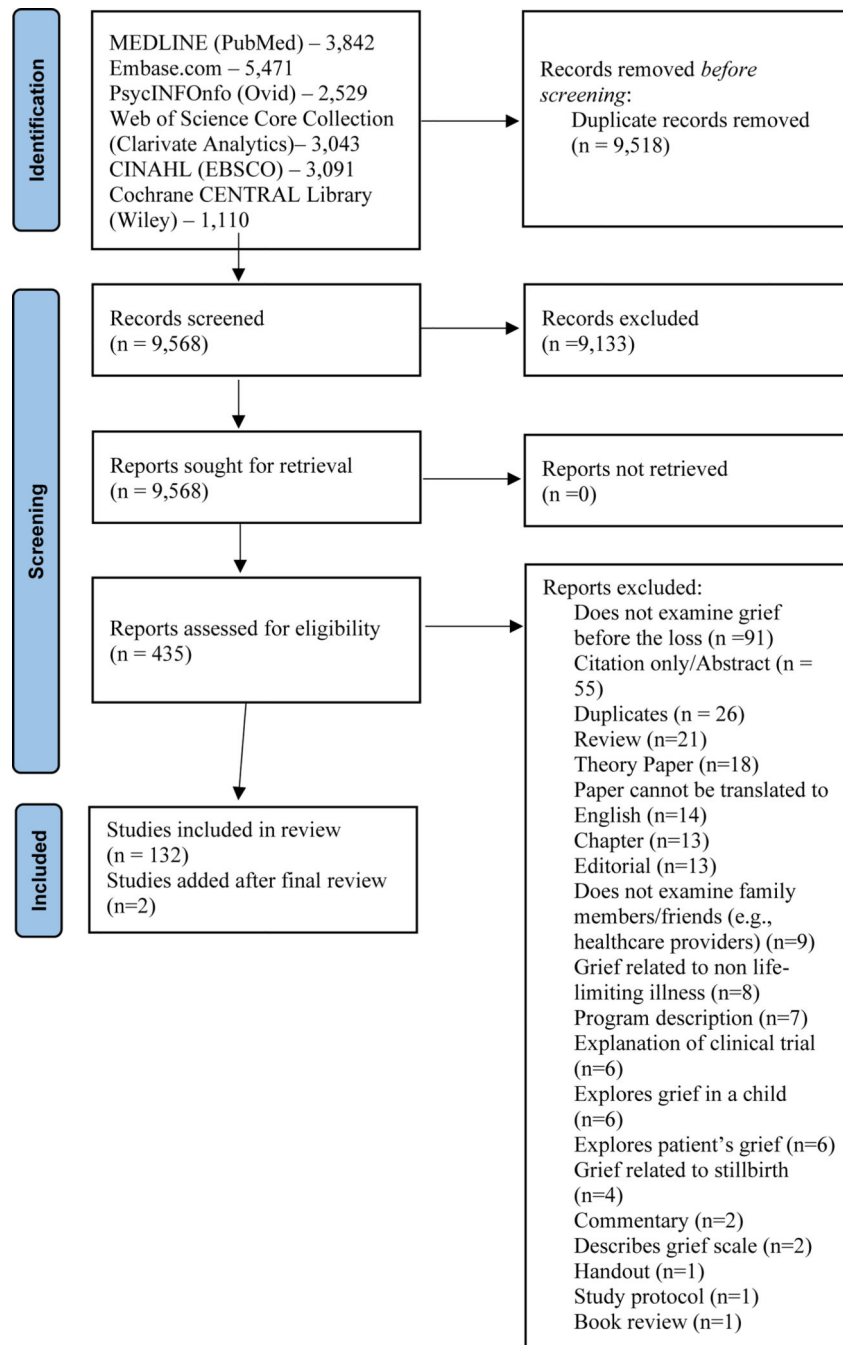 Identification
MEDLINE (PubMed) – 3,842
Embase.com – 5,471
PsycINFOnfo (Ovid) – 2,529
Web of Science Core Collection
(Clarivate Analytics)– 3,043
CINAHL (EBSCO) – 3,091
Cochrane CENTRAL Library
(Wiley) – 1,110
Records removed before
screening:
Duplicate records removed
(n = 9,518)
Screening
Records screened
(n = 9,568)
Records excluded
(n =9,133)
Reports sought for retrieval
(n = 9,568)
Reports not retrieved
(n =0)
Reports assessed for eligibility
(n = 435)
Reports excluded:
Does not examine grief
before the loss (n =91)
Citation only/Abstract (n =
55)
Duplicates (n = 26)
Review (n=21)
Theory Paper (n=18)
Paper cannot be translated to
English (n=14)
Chapter (n=13)
Editorial (n=13)
Does not examine family
members/friends (e.g.,
healthcare providers) (n=9)
Grief related to non life-
limiting illness (n=8)
Program description (n=7)
Explanation of clinical trial
(n=6)
Explores grief in a child
(n=6)
Explores patient’s grief (n=6)
Grief related to stillbirth
(n=4)
Commentary (n=2)
Describes grief scale (n=2)
Handout (n=1)
Study protocol (n=1)
Book review (n=1)
Included
Studies included in review
(n = 132)
Studies added after final review
(n=2)